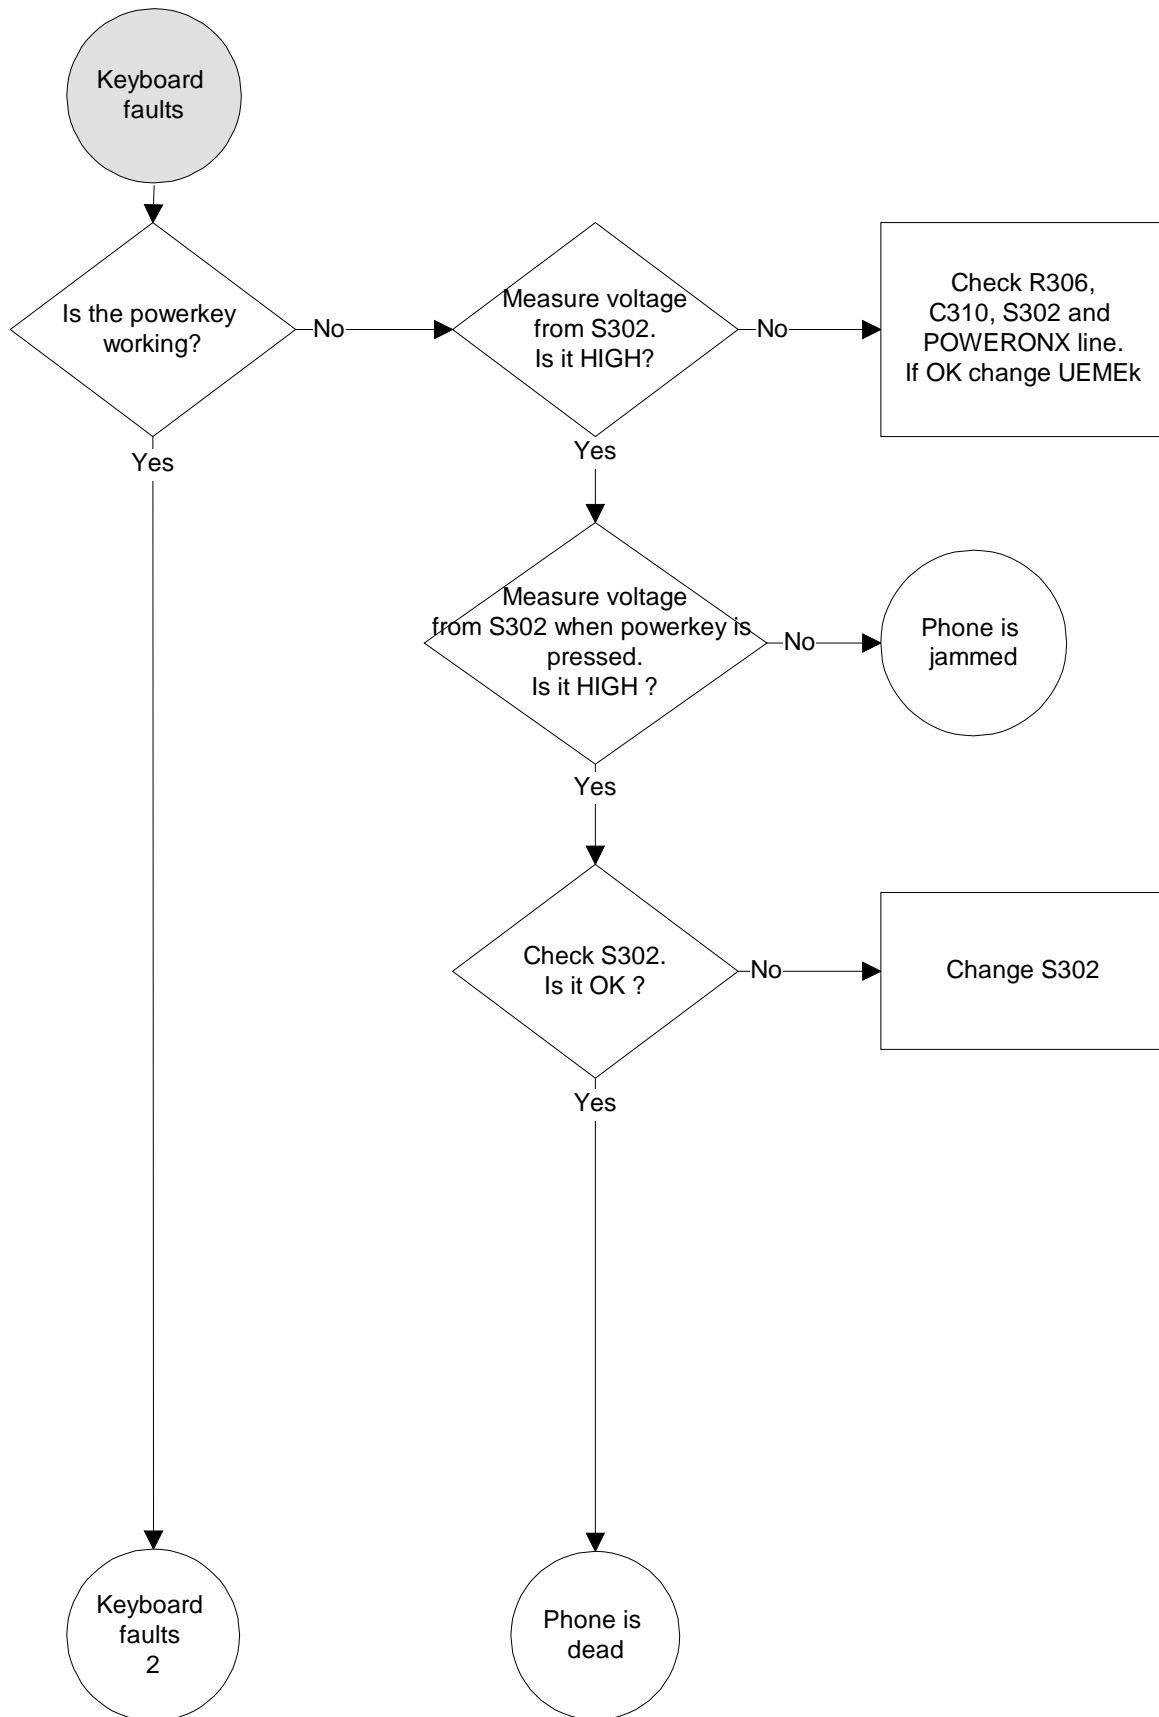 Keyboard
faults
Is the powerkey
working?
No
Measure voltage
from S302.
Is it HIGH?
No
Check R306,
C310, S302 and
POWERONX line.
If OK change UEMEk
Yes
Yes
Measure voltage
from S302 when powerkey is
pressed.
Is it HIGH ?
No
Phone is
jammed
Yes
Check S302.
Is it OK ?
No
Change S302
Yes
Keyboard
faults
2
Phone is
dead